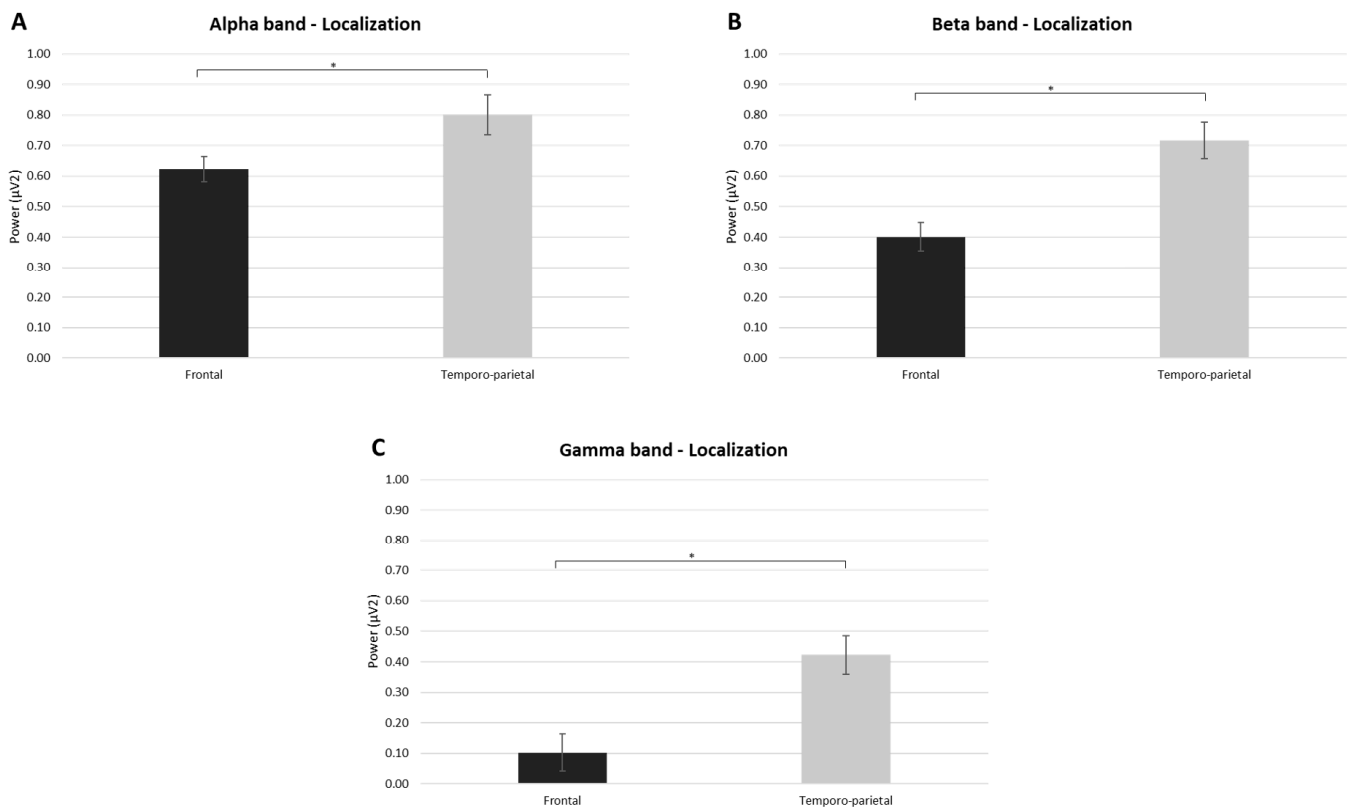 A
Alpha band - Localization
1.00
0.90
0.80
0.70
0.60
0.50
0.40
0.30
0.20
0.10
0.00
Power (µV2)
*
Frontal
Temporo-parietal
B
Beta band - Localization
1.00
0.90
0.80
0.70
0.60
0.50
0.40
0.30
0.20
0.10
0.00
Power (µV2)
*
Frontal
Temporo-parietal
C
Gamma band - Localization
1.00
0.90
0.80
0.70
0.60
0.50
0.40
0.30
0.20
0.10
0.00
Power (µV2)
*
Frontal
Temporo-parietal